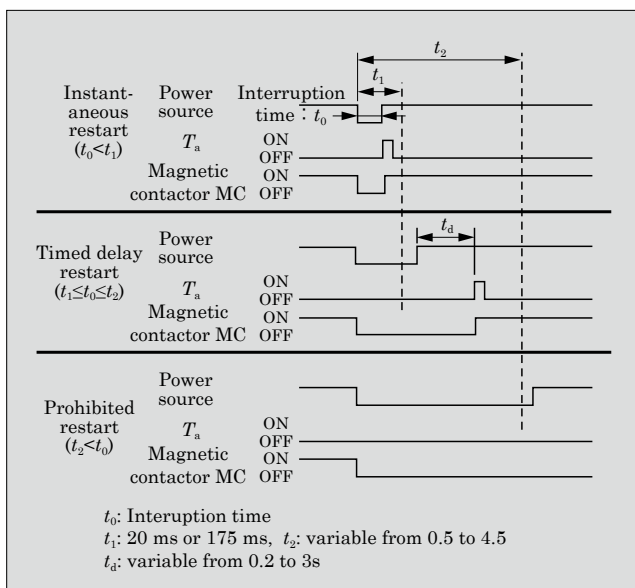 t2
t1
Instant-
aneous
restart
(t0<t1)
Power
source
Interruption
time : t0
Ta
ON
OFF
Magnetic
contactor MC
ON
OFF
td
Timed delay
restart
(t1≤t0≤t2)
Power
source
Ta
ON
OFF
Magnetic
contactor MC
ON
OFF
Prohibited
restart
(t2<t0)
Power
source
Ta
ON
OFF
Magnetic
contactor MC
ON
OFF
t0: Interuption time
t1: 20 ms or 175 ms, t2: variable from 0.5 to 4.5
td: variable from 0.2 to 3s